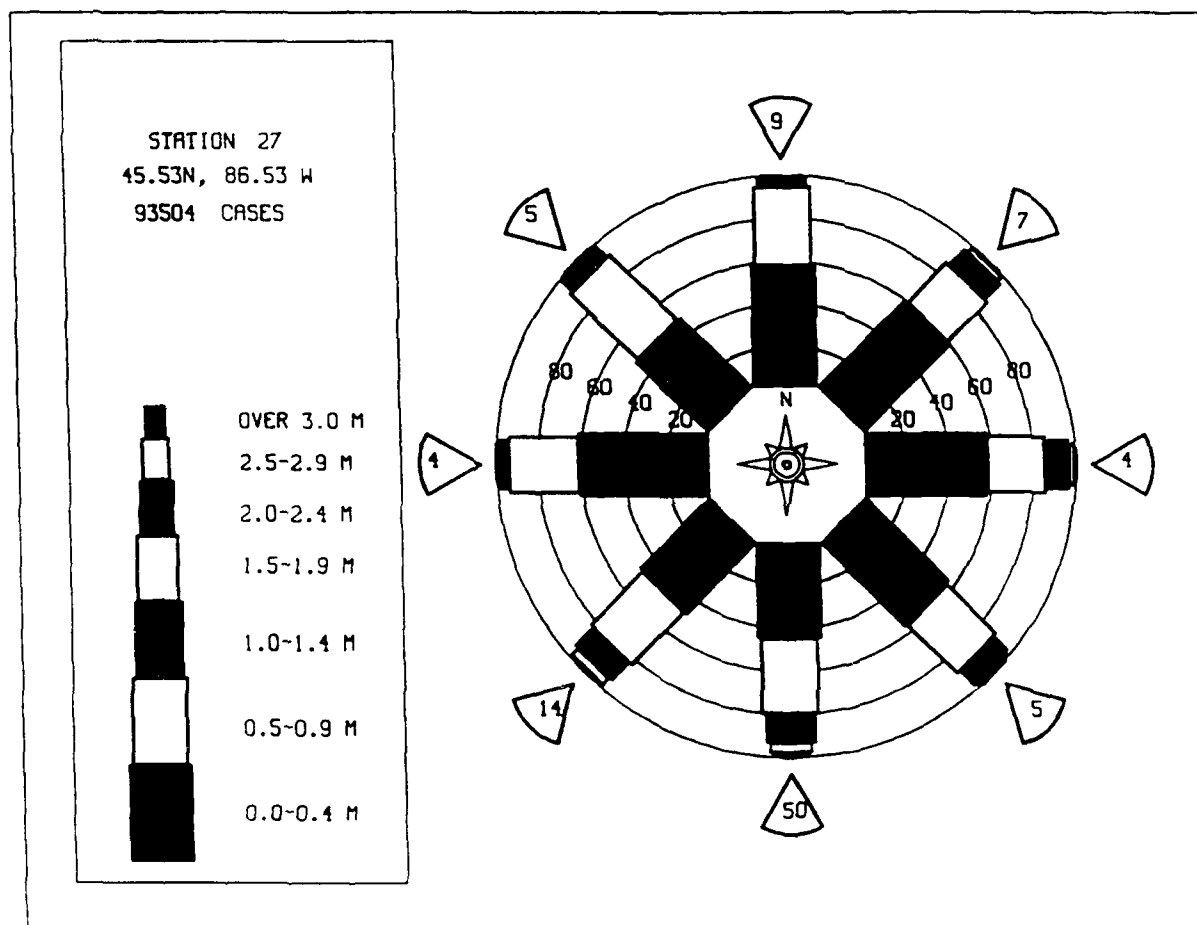 STATION 27
45.53N, 86.53 W
93504 CASES
OVER 3.0 M
2.5-2.9 M
2.0-2.4 M
1.5-1.9 M
1.0-1.4 M
0.5-0.9 M
0.0-0.4 M
9
5
7
80
60
40
20
N
20
40
60
80
4
4
14
5
50